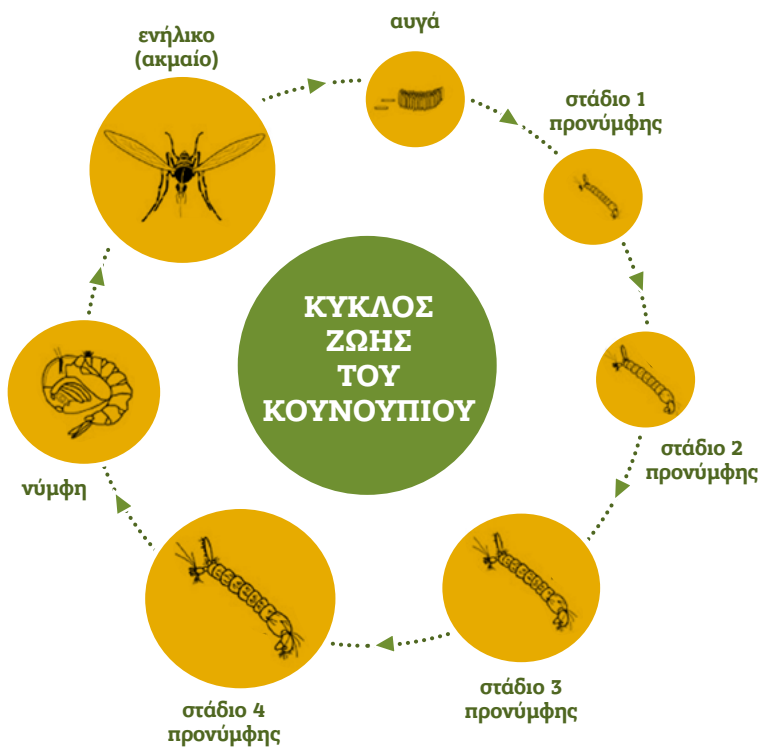 ενήλικο
(ακμαίο)
αυγά
στάδιο 1
προνύμφης
στάδιο 2
προνύμφης
στάδιο 3
προνύμφης
στάδιο 4
προνύμφης
νύμφη
ΚΥΚΛΟΣ
ΖΩΗΣ
ΤΟΥ
ΚΟΥΝΟΥΠΙΟΥ